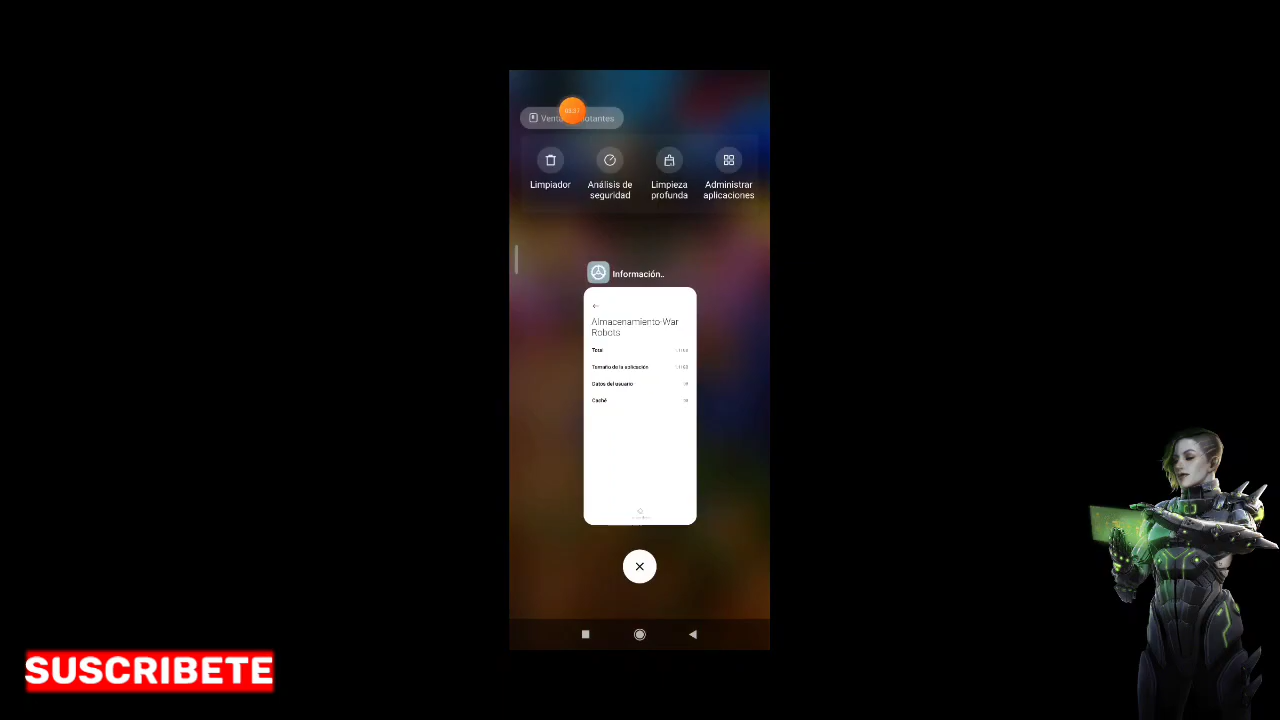 Limpiador
Análisis de
seguridad
Limpieza
profunda
Administrar
aplicaciones
Información..
Almacenamiento War
Robots
Total
Tamaño de la aplicación
Datos del usuario
Caché
SUSCRIBETE